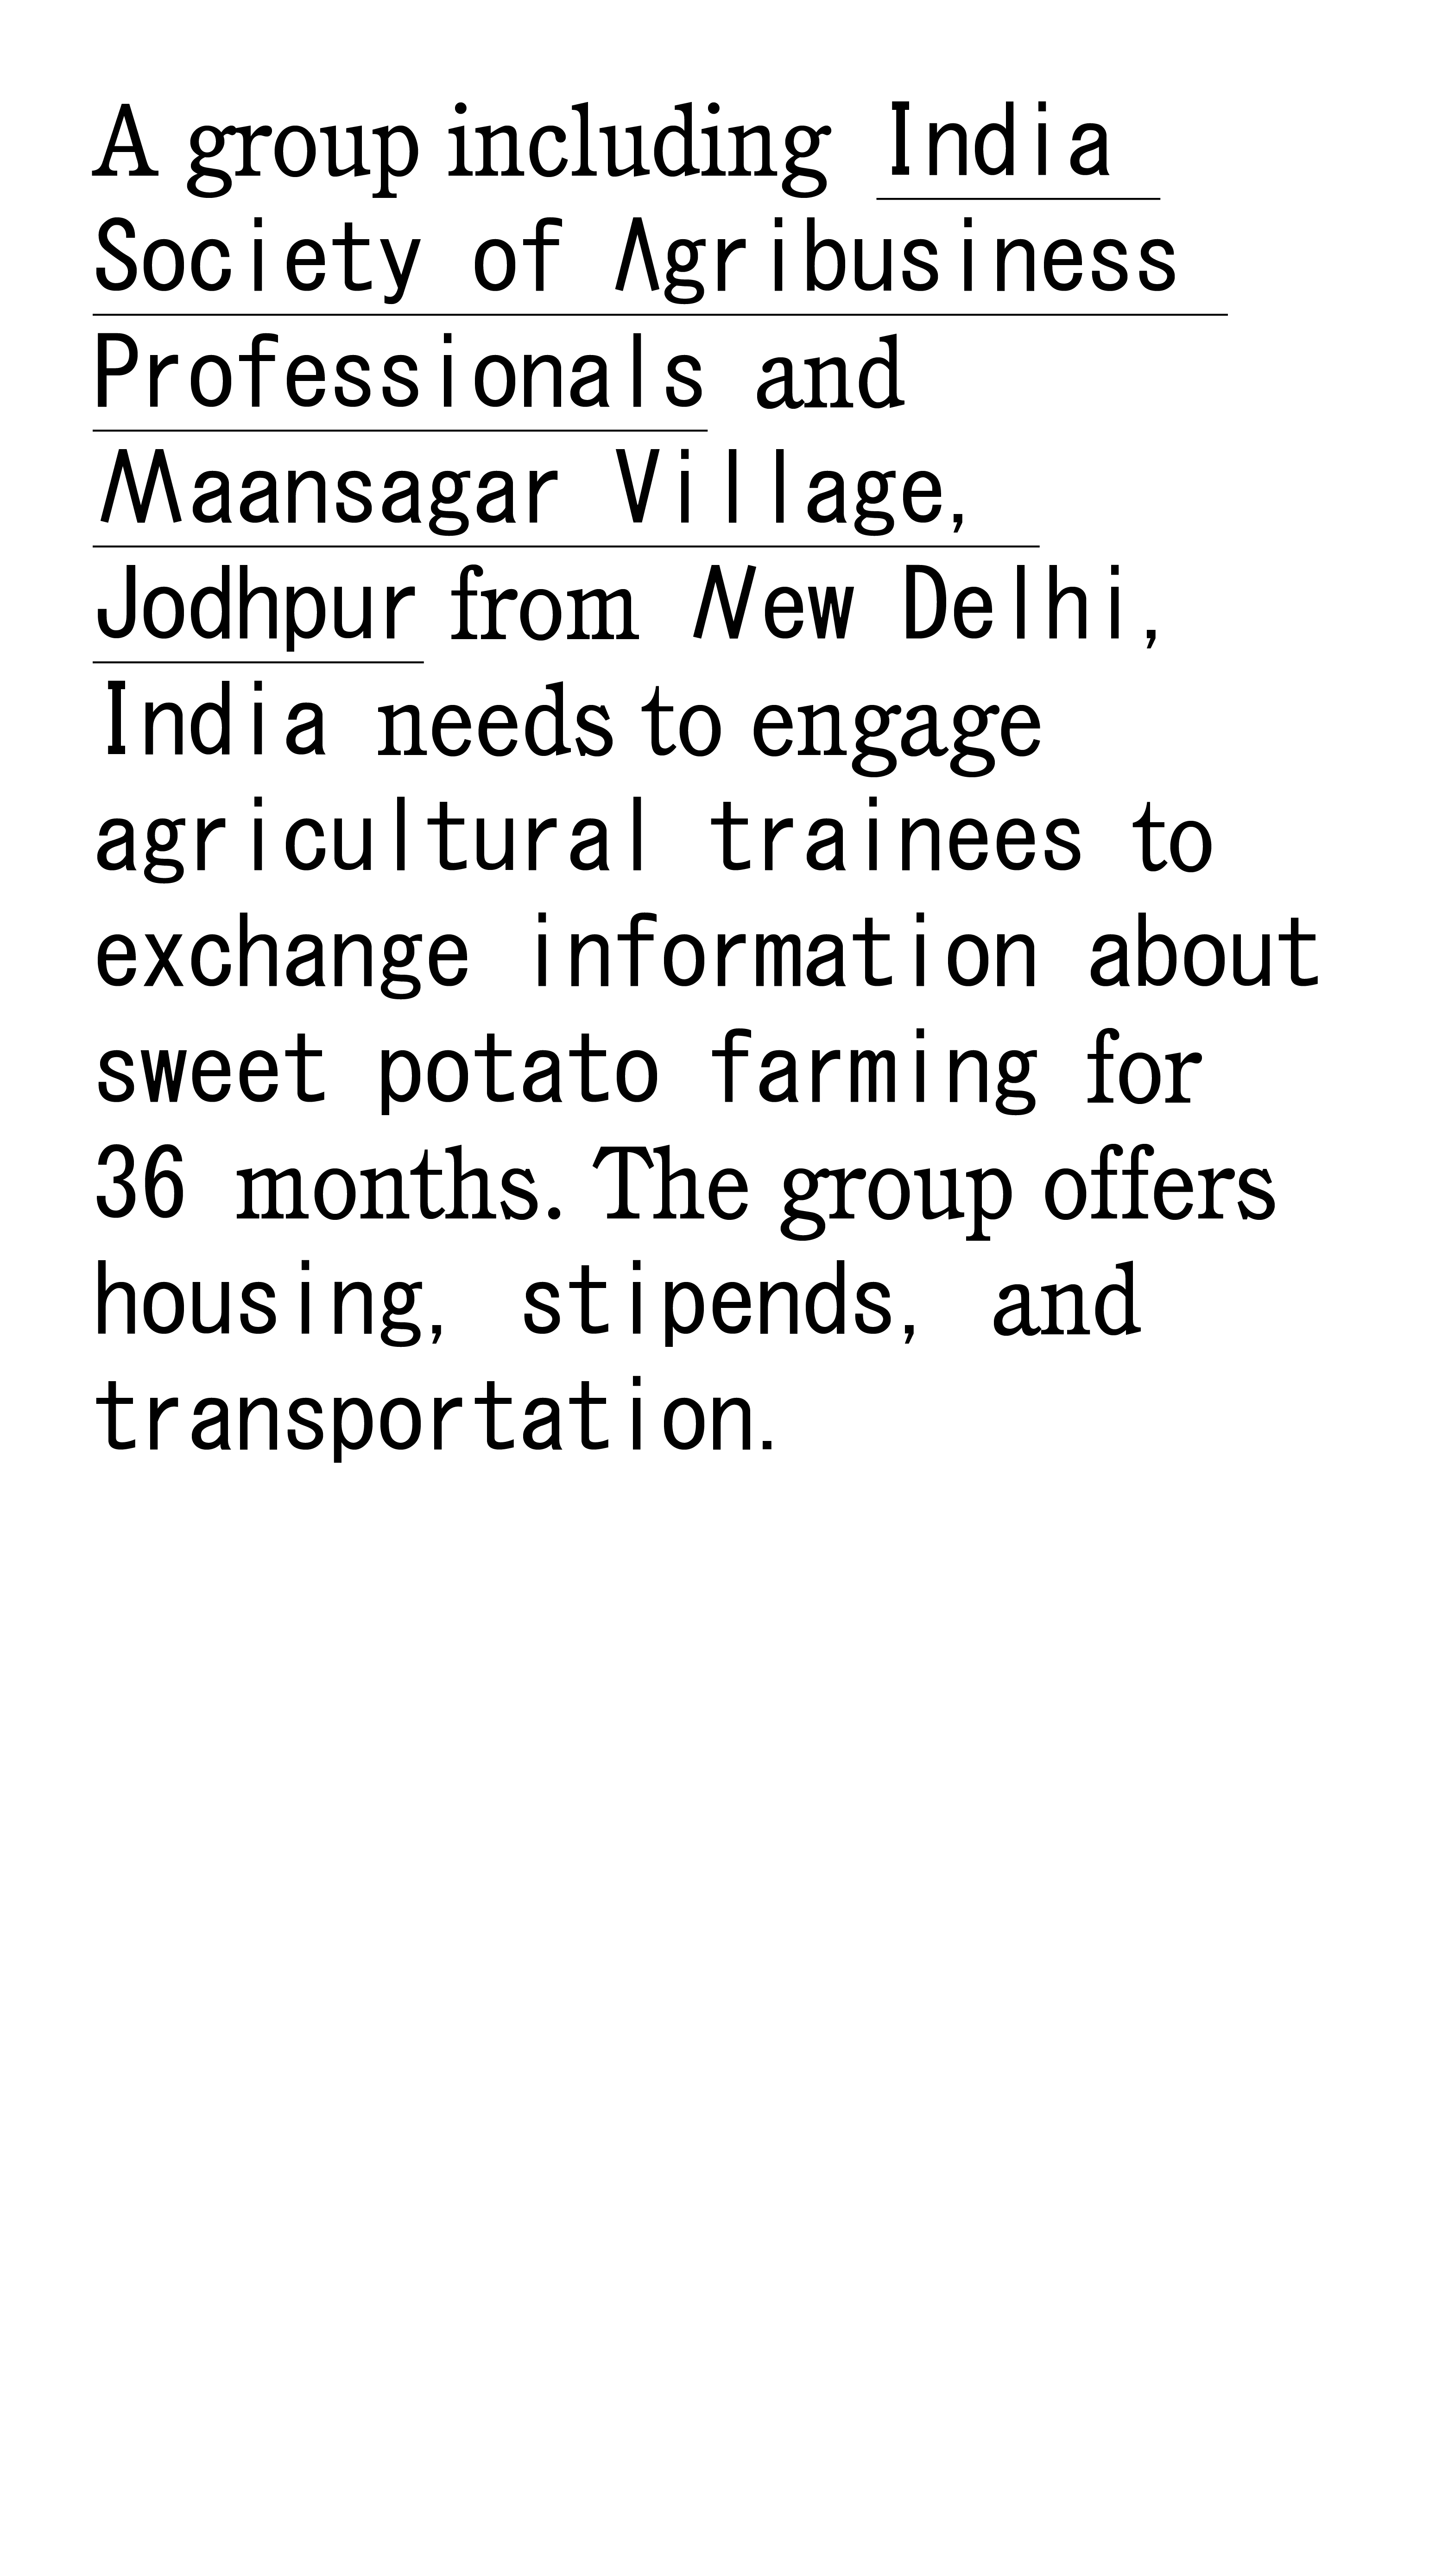 A group including India
Society of Agribusiness
Professionals and
Maansagar Village,
Jodhpur from New Delhi,
India needs to engage
agricultural trainees to
exchange information about
sweet potato farming for
36 months. The group offers
housing, stipends, and
transportation.